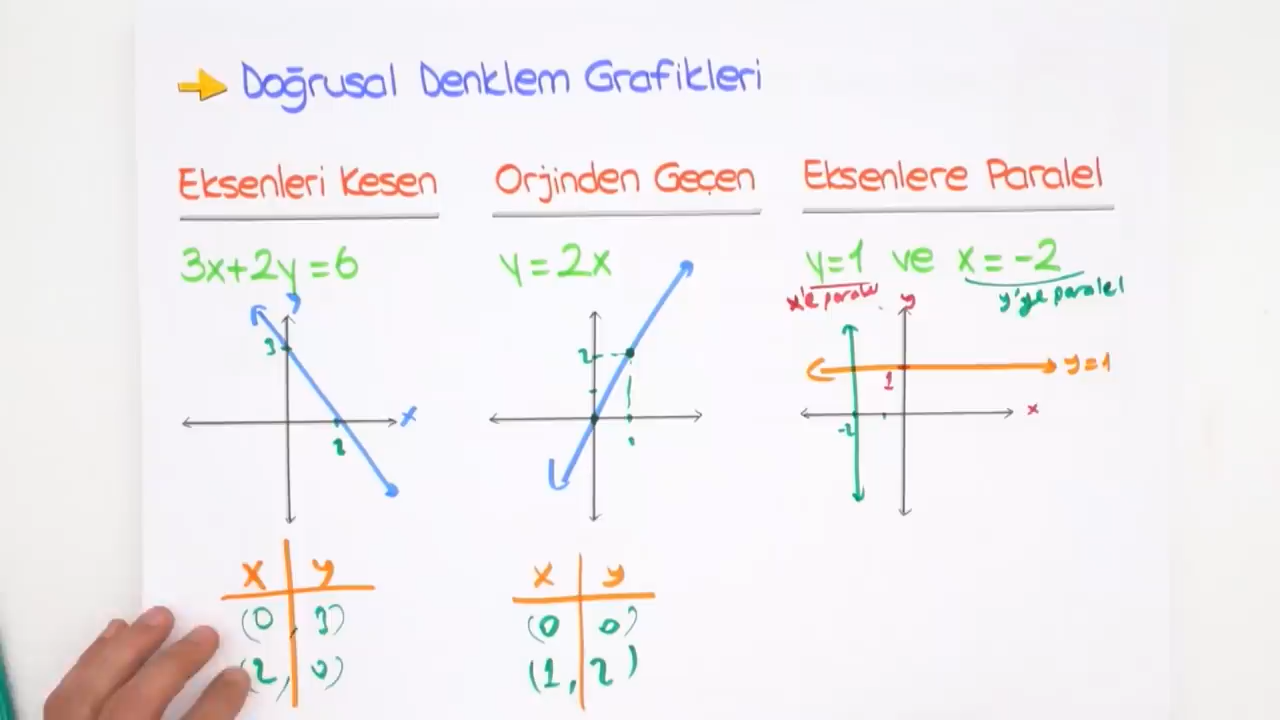 Doğrusal Denklem Grafikleri
Eksenleri Kesen
3x+2y=6
y
3
x
2
x y
(0, 3)
(2, 0)
Orjinden Geçen
y=2x
2
x y
(0 0)
(1, 2)
Eksenlere Paralel
y=1 ve x=-2
x'e paralel y'ye paralel
y
y=1
1
x
-2